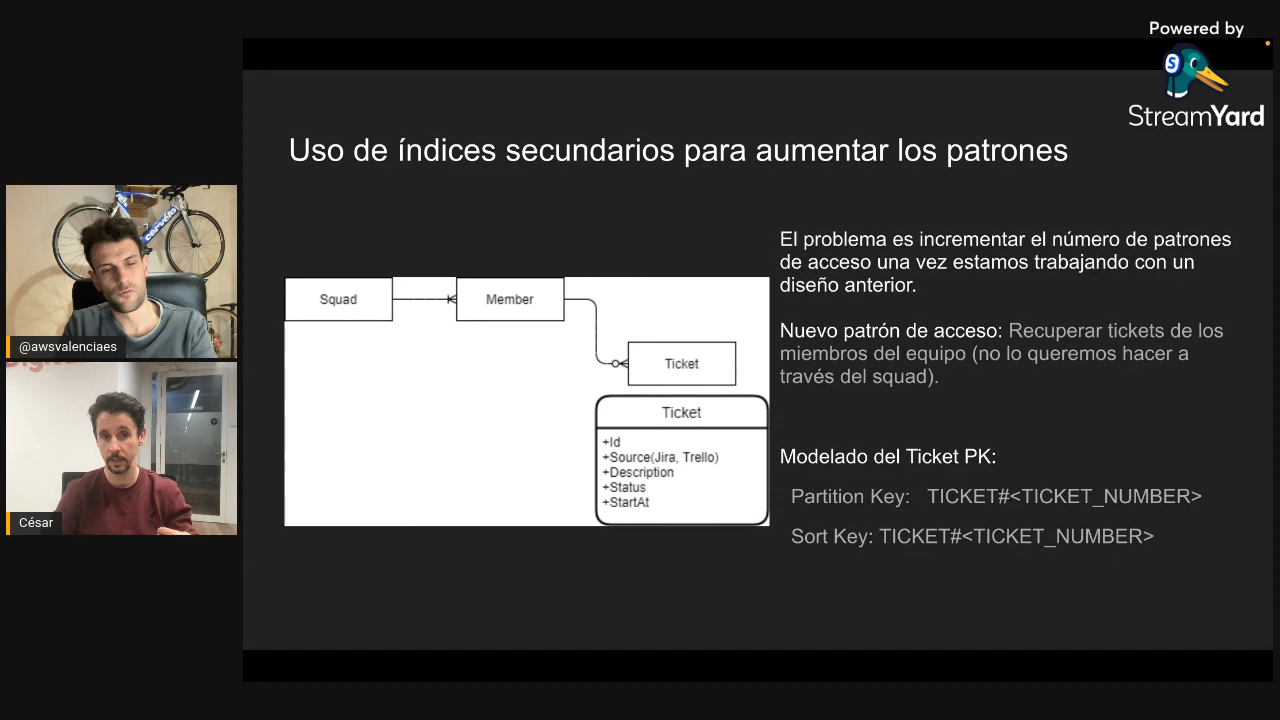 Powered by
S
StreamYard
Uso de índices secundarios para aumentar los patrones
cervélo
@awsvalenciaes
César
Squad
Member
Ticket
Ticket
+Id
+Source(Jira, Trello)
+Description
+Status
+StartAt
El problema es incrementar el número de patrones
de acceso una vez estamos trabajando con un
diseño anterior.
Nuevo patrón de acceso: Recuperar tickets de los
miembros del equipo (no lo queremos hacer a
través del squad).
Modelado del Ticket PK:
Partition Key: TICKET#<TICKET_NUMBER>
Sort Key: TICKET#<TICKET_NUMBER>